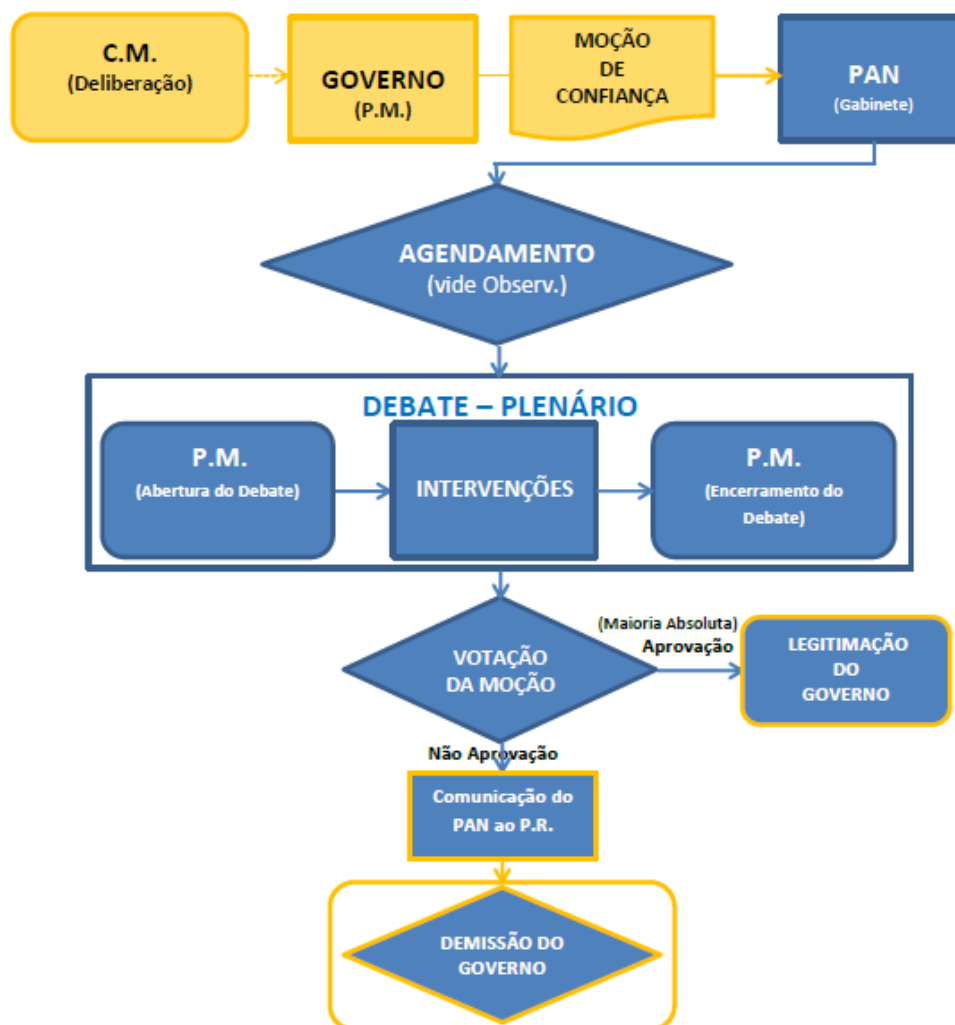 C.M.
(Deliberação)
GOVERNO
(P.M.)
MOÇÃO
DE
CONFIANÇA
PAN
(Gabinete)
AGENDAMENTO
(vide Observ.)
DEBATE – PLENÁRIO
P.M.
(Abertura do Debate)
INTERVENÇÕES
P.M.
(Encerramento do
Debate)
VOTAÇÃO
DA MOÇÃO
(Maioria Absoluta)
Aprovação
LEGITIMAÇÃO
DO
GOVERNO
Não Aprovação
Comunicação do
PAN ao P.R.
DEMISSÃO DO
GOVERNO